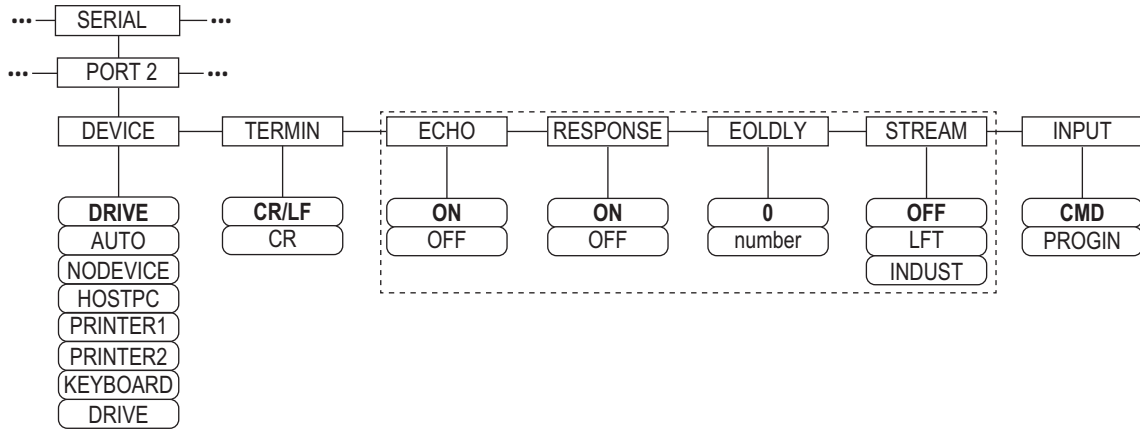 ••• SERIAL •••
••• PORT 2 •••
DEVICE TERMIN ECHO RESPONSE EOLDLY STREAM INPUT
DRIVE CR/LF ON ON 0 OFF CMD
AUTO CR OFF OFF number LFT PROGIN
NODEVICE INDUST
HOSTPC
PRINTER1
PRINTER2
KEYBOARD
DRIVE